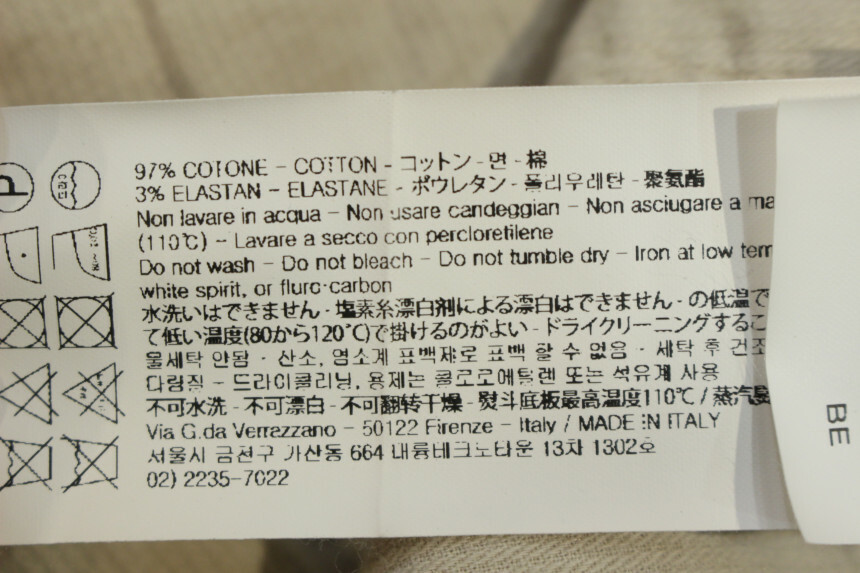 97% COTONE - COTTON - コットン - 면 - 棉
3% ELASTAN - ELASTANE - ポウレタン - 폴리우레탄 - 聚氨酯
Non lavare in acqua - Non usare candeggian - Non asciugare a ma
(110℃) - Lavare a secco con percloretilene
Do not wash - Do not bleach - Do not tumble dry - Iron at low tem
white spirit, or fluro-carbon
水洗いはできません - 塩素系漂白剤による漂白はできません - の低温で
て低い温度(80から120℃)で掛けるのがよい - ドライクリーニングするこ
물세탁 안됨 - 산소, 염소계 표백제로 표백 할 수 없음 - 세탁 후 건조
다림질 - 드라이클리닝, 용제는 클로로에틸렌 또는 석유계 사용
不可水洗 - 不可漂白 - 不可翻转干燥 - 熨斗底板最高温度110℃ / 蒸汽
Via G.da Verrazzano - 50122 Firenze - Italy / MADE IN ITALY
서울시 금천구 가산동 664 대륭테크노타운 13차 1302호
02) 2235-7022
P
BE